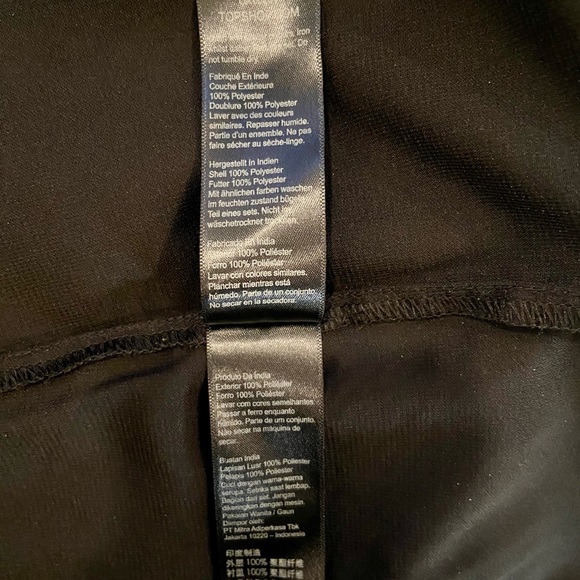 TOPSHOP.COM
Iron
whilst damp. Do
not tumble dry.
Fabriqué En Inde
Couche Extérieure
100% Polyester
Doublure 100% Polyester
Laver avec des couleurs
similaires. Repasser humide.
Partie d'un ensemble. Ne pas
faire sécher au sèche-linge.
Hergestellt in Indien
Shell 100% Polyester
Futter 100% Polyester
Mit ähnlichen farben waschen
im feuchten zustand bügeln
Teil eines sets. Nicht im
wäschetrockner trocknen.
Fabricado En India
100% Poliéster
Forro 100% Poliéster
Lavar con colores similares.
Planchar mientras está
húmedo. Parte de un conjunto.
No secar en la secadora.
Produto Da India
Exterior 100% Poliéster
Forro 100% Poliéster
Lavar com cores semelhantes
Passar a ferro enquanto
húmido. Parte de um conjunto.
Não secar na máquina de
secar.
Buatan India
Lapisan Luar 100% Poliester
Pelapis 100% Poliester
Cuci dengan warna-warna
serupa. Setrika saat lembap.
Bagian dari set. Jangan
dikeringkan dengan mesin.
Pakaian Wanita / Gaun
Diimpor oleh:
PT Mitra Adiperkasa Tbk
Jakarta 10220 – Indonesia
印度制造
外层 100% 聚酯纤维
衬里 100% 聚酯纤维